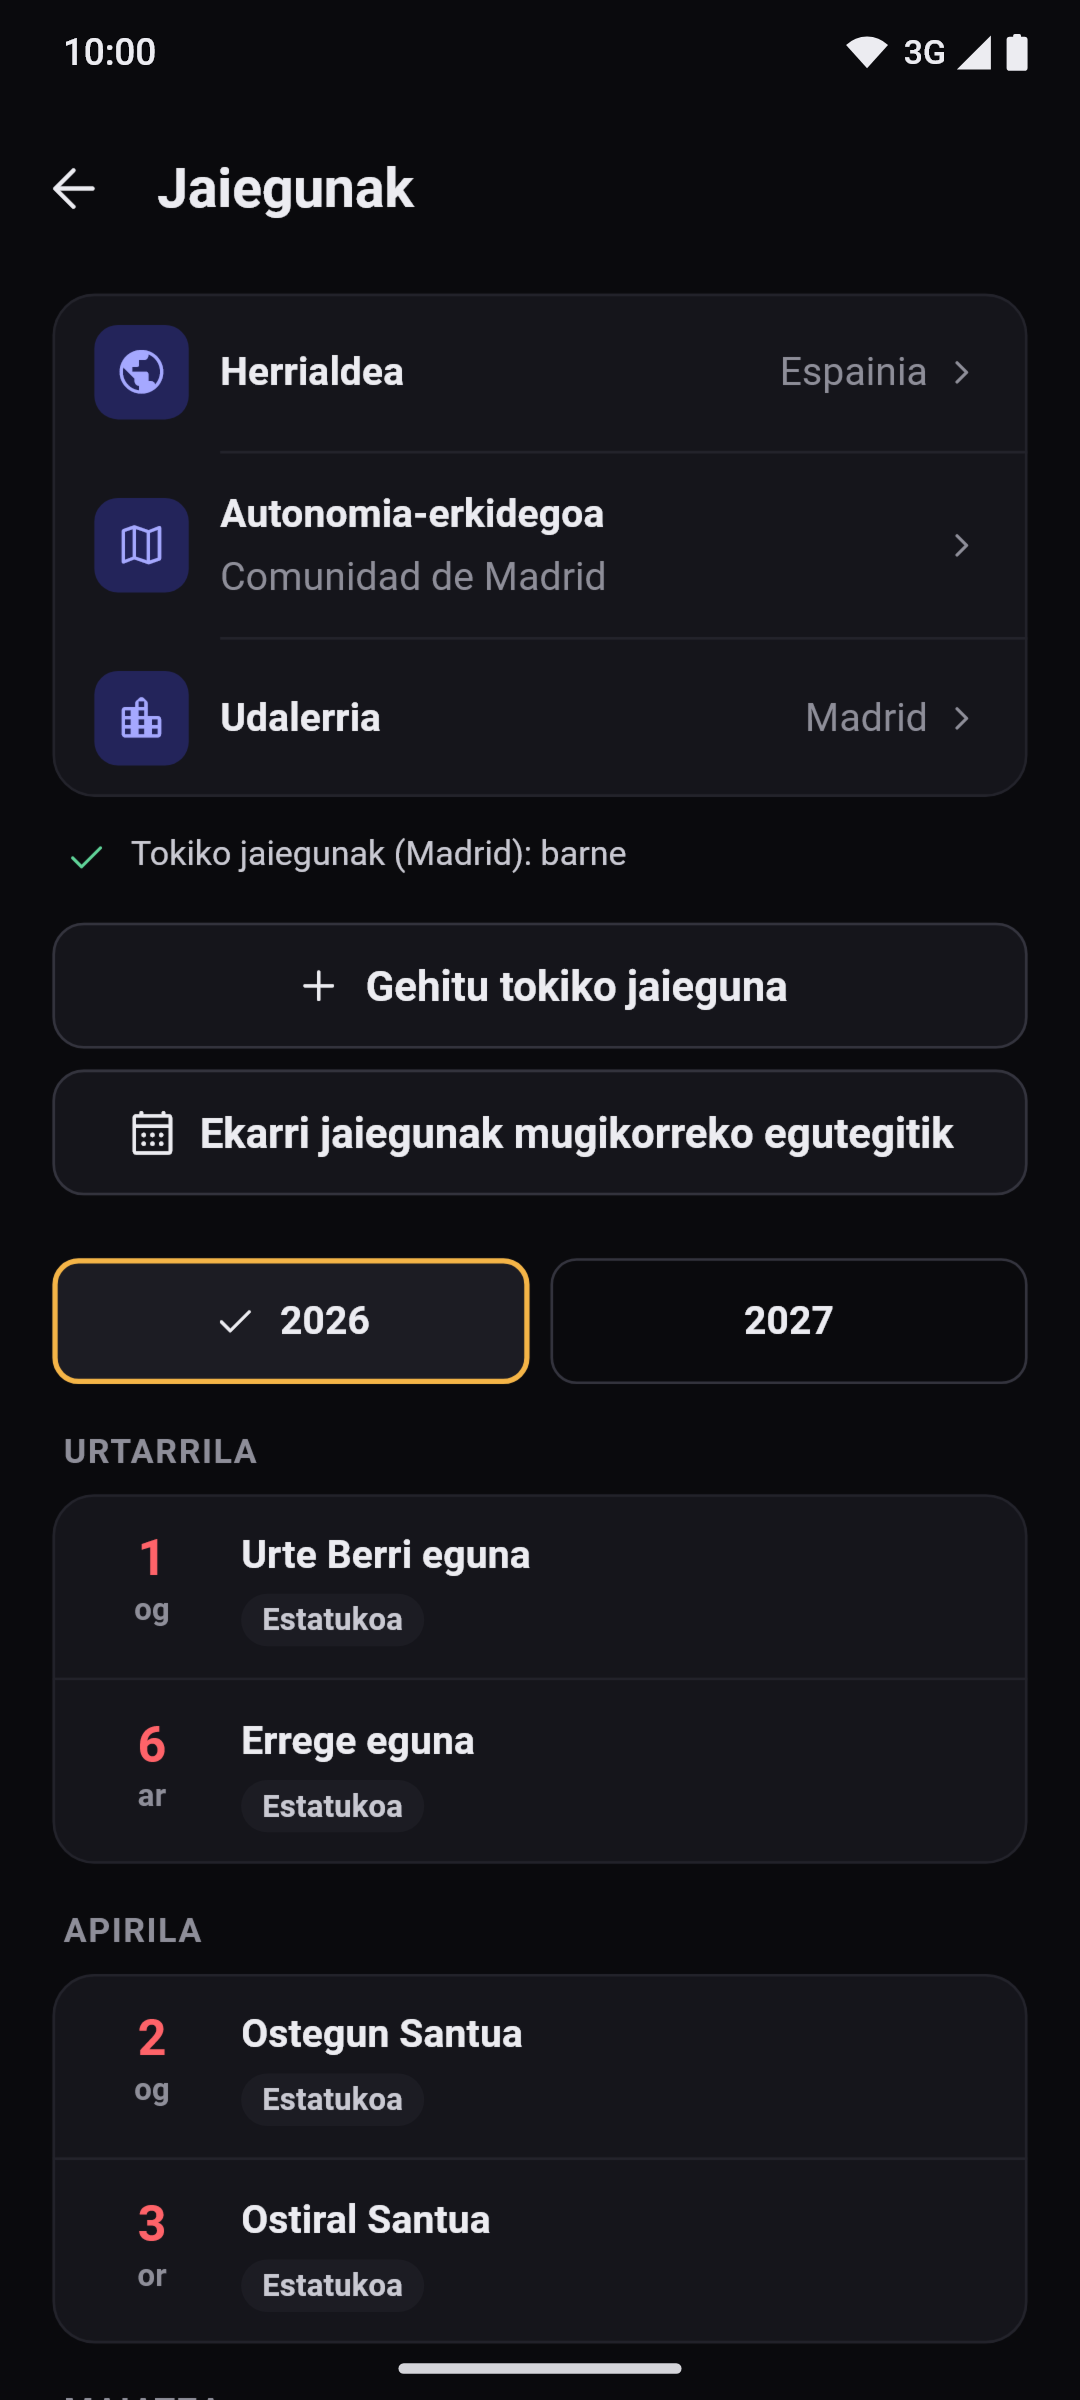 10:00
3G
Jaiegunak
Herrialdea
Espainia
Autonomia-erkidegoa
Comunidad de Madrid
Udalerria
Madrid
Tokiko jaiegunak (Madrid): barne
Gehitu tokiko jaieguna
Ekarri jaiegunak mugikorreko egutegitik
2026
2027
URTARRILA
1
og
Urte Berri eguna
Estatukoa
6
ar
Errege eguna
Estatukoa
APIRILA
2
og
Ostegun Santua
Estatukoa
3
or
Ostiral Santua
Estatukoa